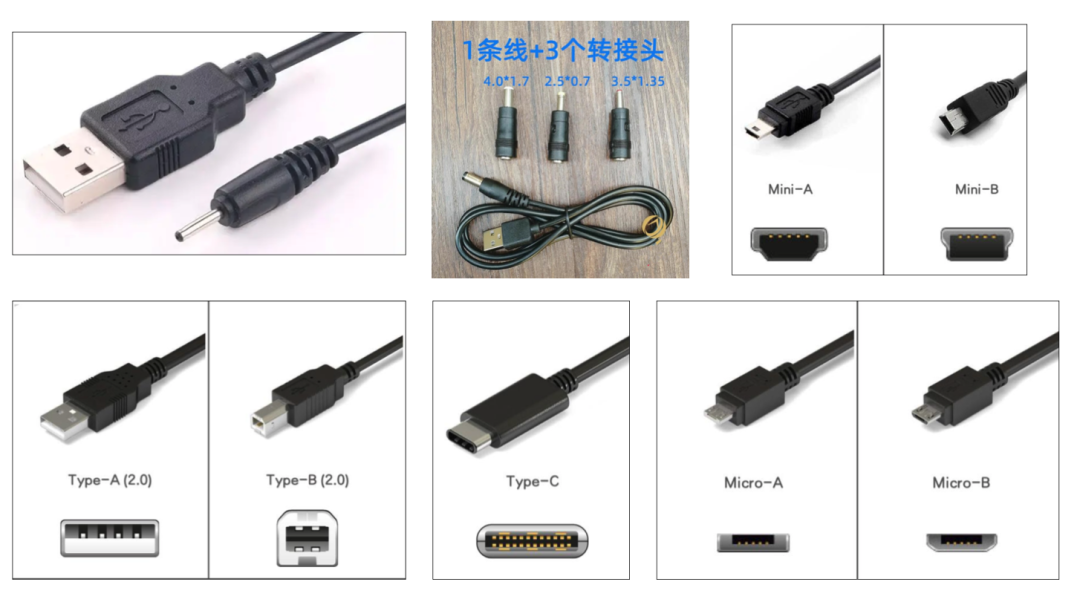 1条线+3个转接头
4.0*1.7 2.5*0.7 3.5*1.35
Mini-A
Mini-B
Type-A (2.0)
Type-B (2.0)
Type-C
Micro-A
Micro-B